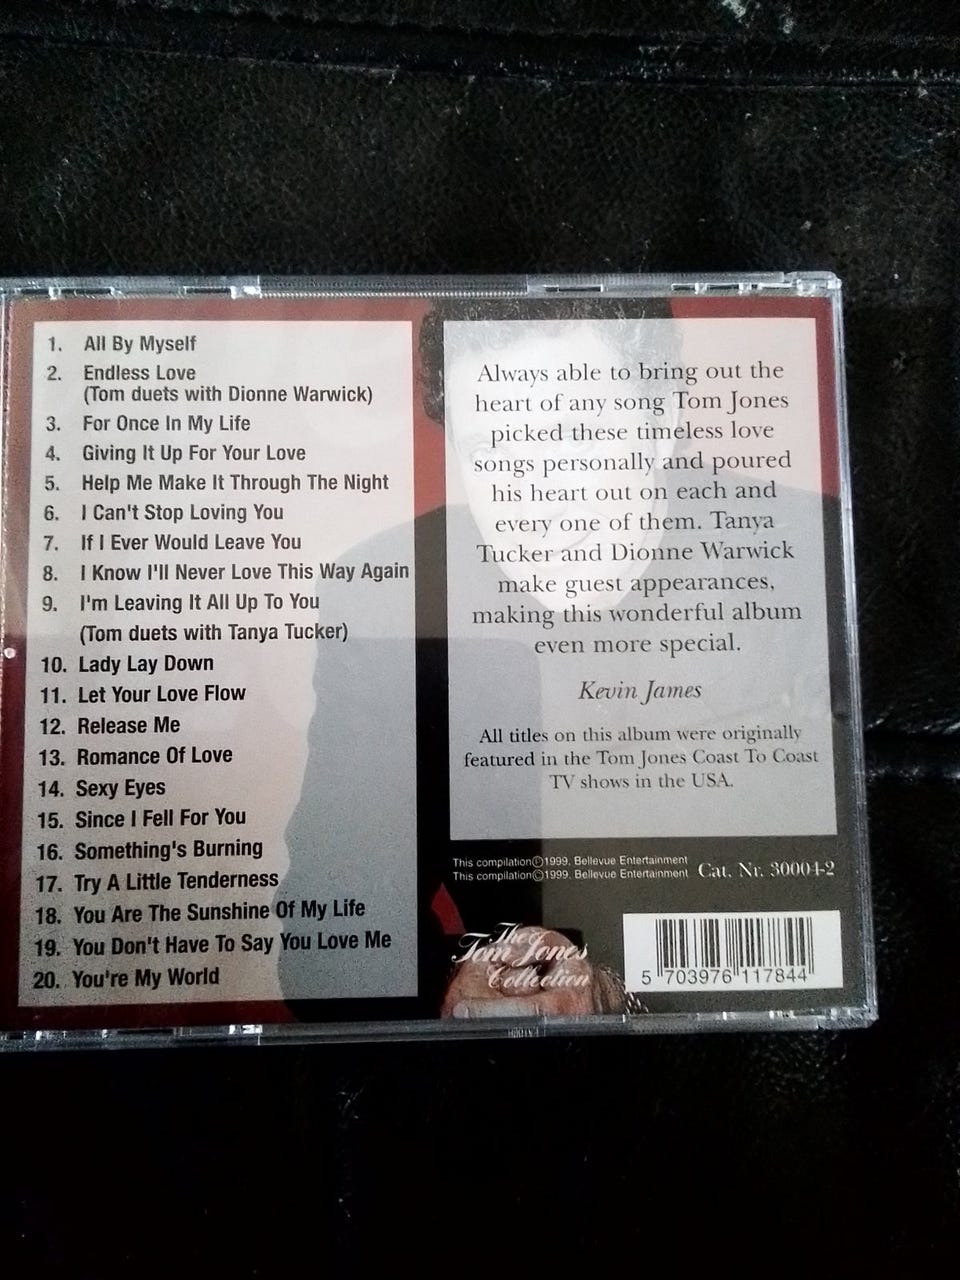 1. All By Myself
2. Endless Love
(Tom duets with Dionne Warwick)
3. For Once In My Life
4. Giving It Up For Your Love
5. Help Me Make It Through The Night
6. I Can't Stop Loving You
7. If I Ever Would Leave You
8. I Know I'll Never Love This Way Again
9. I'm Leaving It All Up To You
(Tom duets with Tanya Tucker)
10. Lady Lay Down
11. Let Your Love Flow
12. Release Me
13. Romance Of Love
14. Sexy Eyes
15. Since I Fell For You
16. Something's Burning
17. Try A Little Tenderness
18. You Are The Sunshine Of My Life
19. You Don't Have To Say You Love Me
20. You're My World
Always able to bring out the
heart of any song Tom Jones
picked these timeless love
songs personally and poured
his heart out on each and
every one of them. Tanya
Tucker and Dionne Warwick
make guest appearances,
making this wonderful album
even more special.
Kevin James
All titles on this album were originally
featured in the Tom Jones Coast To Coast
TV shows in the USA.
This compilation℗1999. Bellevue Entertainment
This compilation©1999. Bellevue Entertainment
Cat. Nr. 30004-2
The
Tom Jones
Collection
5 703976 117844